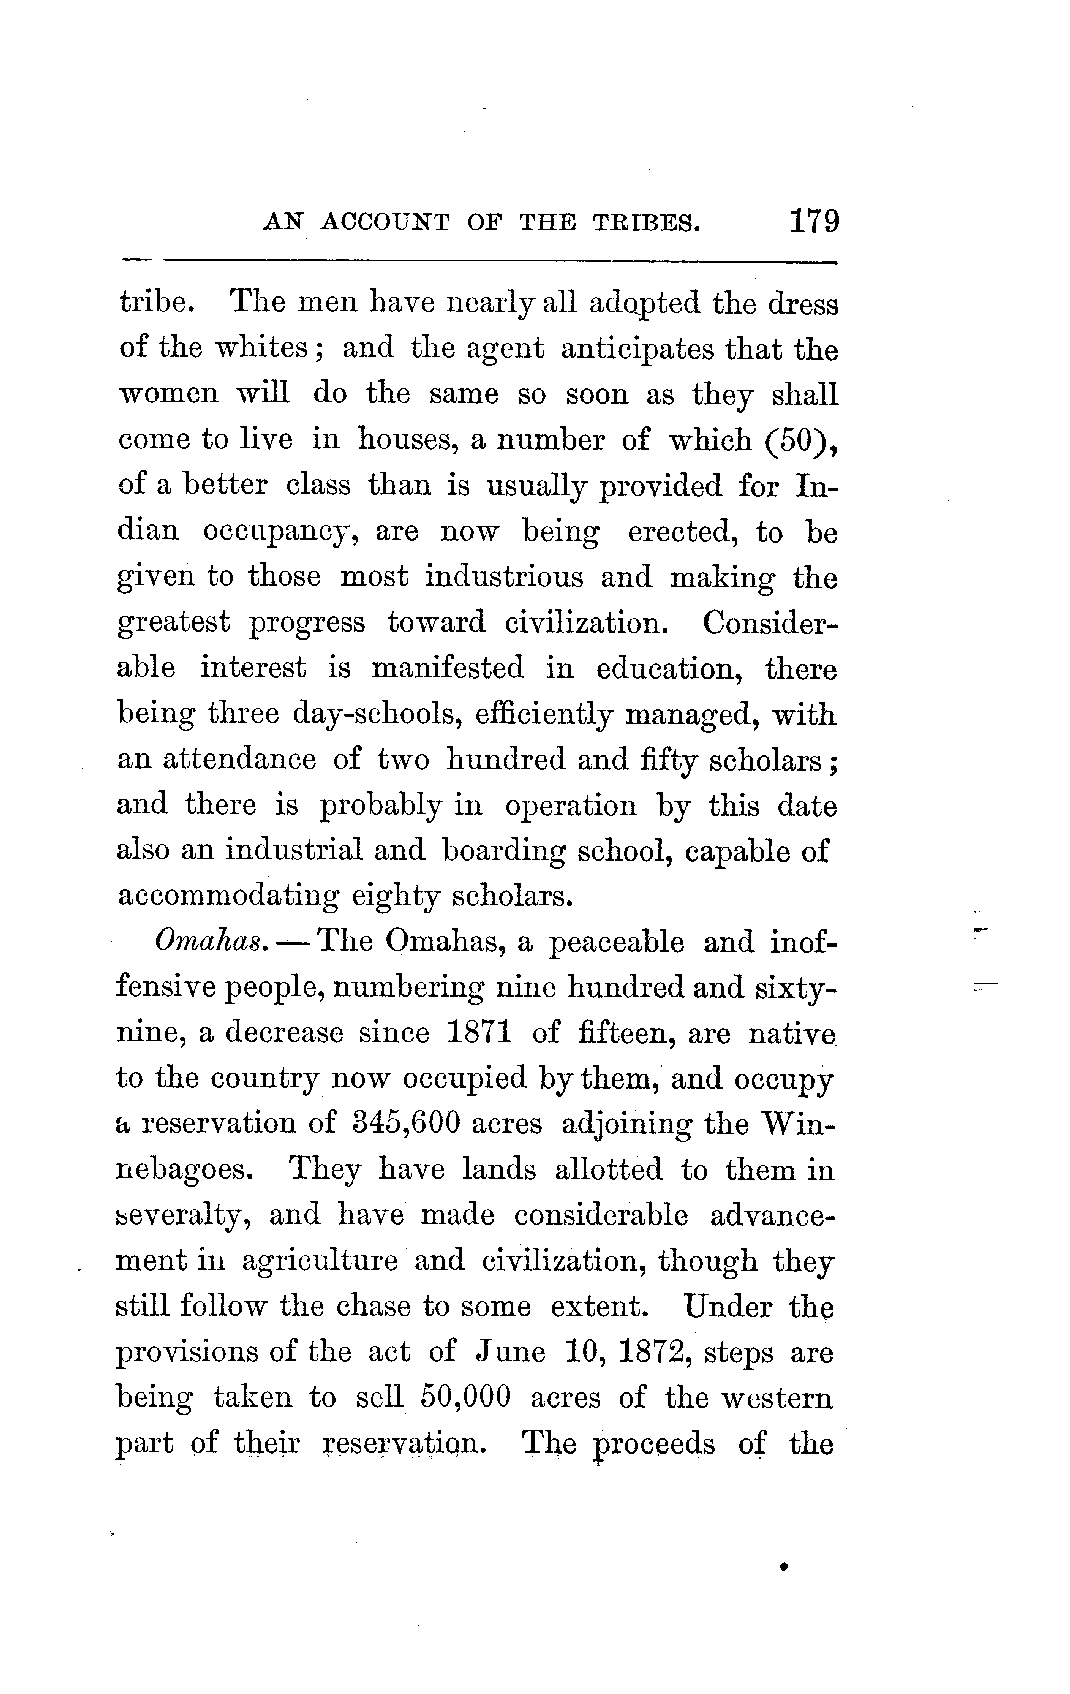 AN ACCOUNT OF THE TRIBES. 179
tribe. The men have nearly all adopted the dress
of the whites; and the agent anticipates that the
women will do the same so soon as they shall
come to live in houses, a number of which (50),
of a better class than is usually provided for In-
dian occupancy, are now being erected, to be
given to those most industrious and making the
greatest progress toward civilization. Consider-
able interest is manifested in education, there
being three day-schools, efficiently managed, with
an attendance of two hundred and fifty scholars;
and there is probably in operation by this date
also an industrial and boarding school, capable of
accommodating eighty scholars.
Omahas. — The Omahas, a peaceable and inof-
fensive people, numbering nine hundred and sixty-
nine, a decrease since 1871 of fifteen, are native
to the country now occupied by them, and occupy
a reservation of 345,600 acres adjoining the Win-
nebagoes. They have lands allotted to them in
severalty, and have made considerable advance-
ment in agriculture and civilization, though they
still follow the chase to some extent. Under the
provisions of the act of June 10, 1872, steps are
being taken to sell 50,000 acres of the western
part of their reservation. The proceeds of the